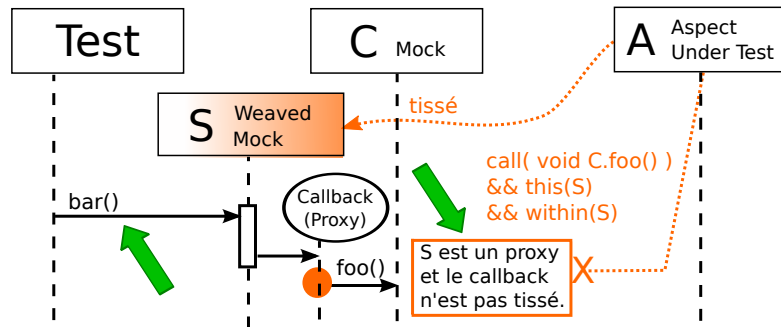 Test
C Mock
A Aspect
Under Test
S Weaved
Mock
tissé
call( void C.foo() )
&& this(S)
&& within(S)
bar()
Callback
(Proxy)
foo()
S est un proxy
et le callback
n'est pas tissé.
X